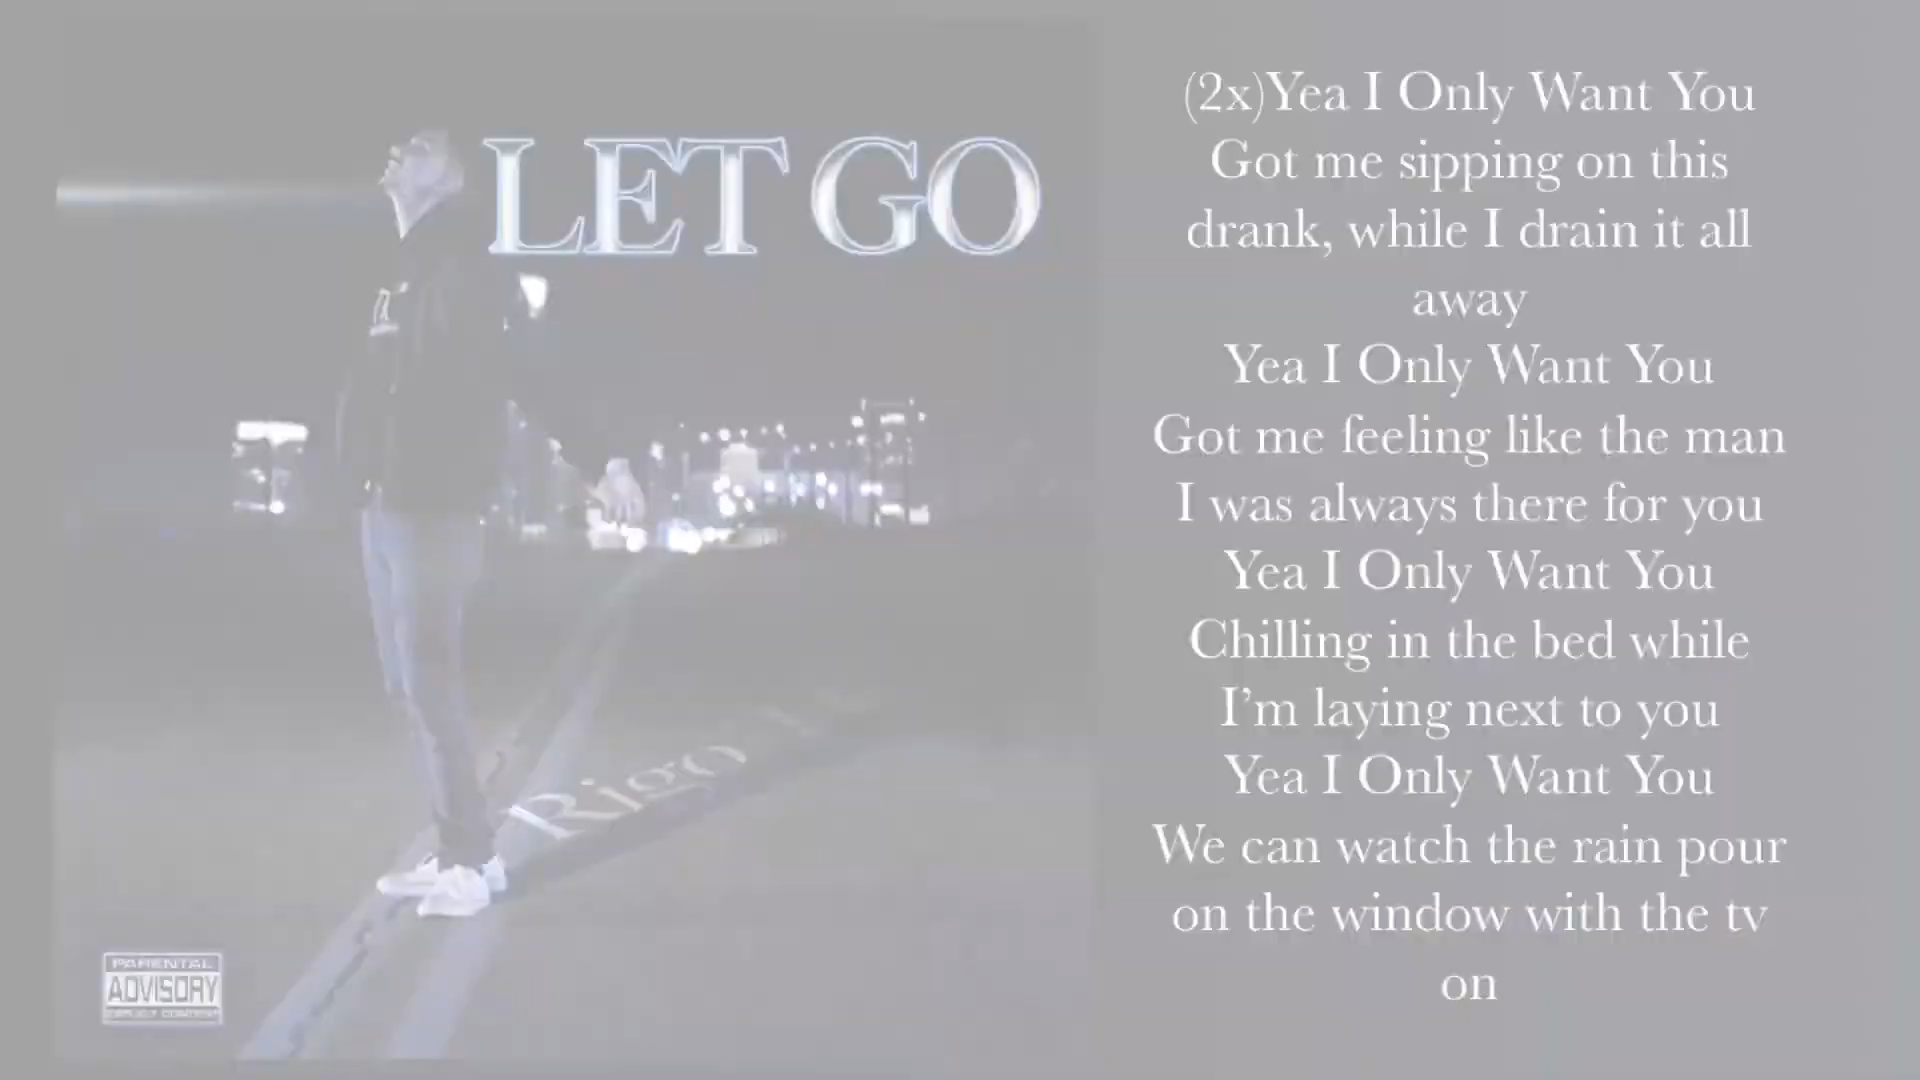 LET GO
Rigo
PARENTAL
ADVISORY
EXPLICIT CONTENT
(2x)Yea I Only Want You
Got me sipping on this
drank, while I drain it all
away
Yea I Only Want You
Got me feeling like the man
I was always there for you
Yea I Only Want You
Chilling in the bed while
I’m laying next to you
Yea I Only Want You
We can watch the rain pour
on the window with the tv
on